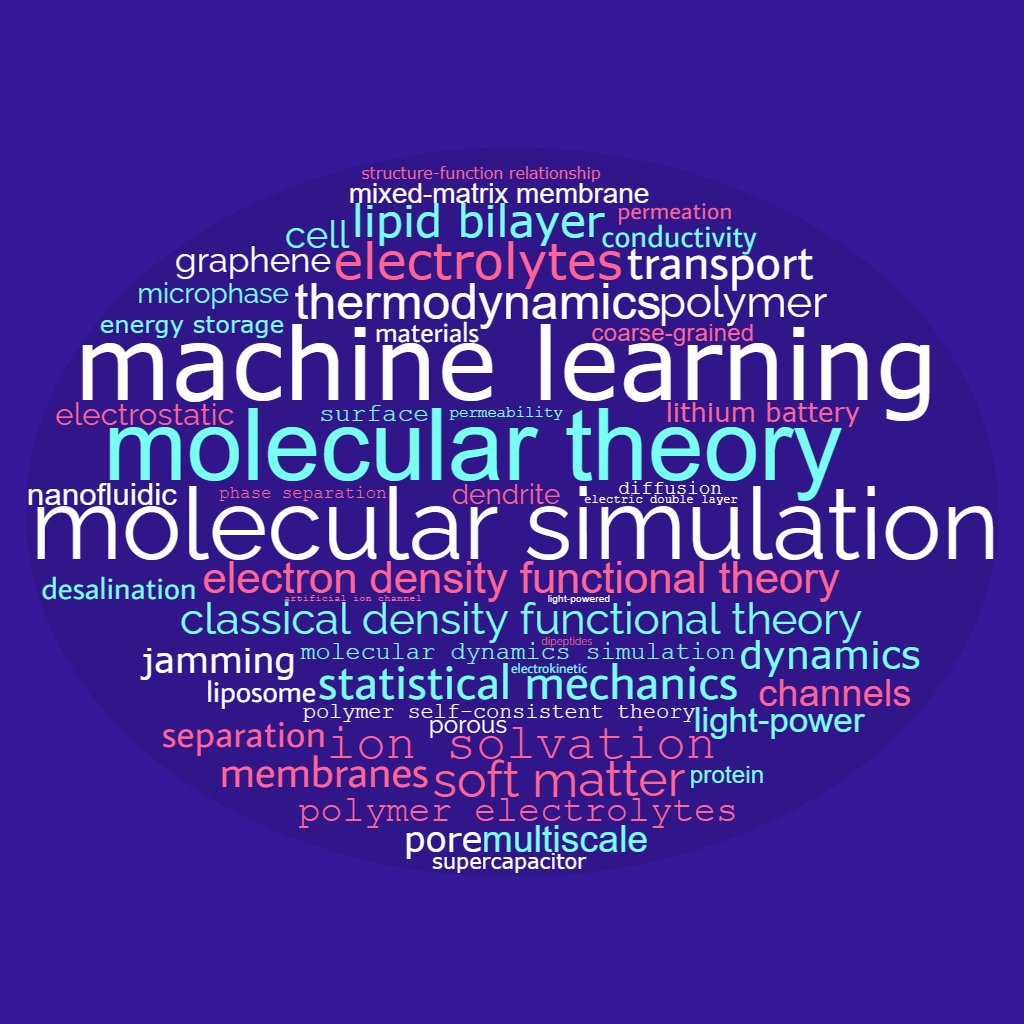 structure-function relationship
mixed-matrix membrane
lipid bilayer
permeation
cell
conductivity
graphene
electrolytes
transport
microphase
thermodynamics
polymer
energy storage
materials
coarse-grained
machine learning
electrostatic
surface
permeability
lithium battery
molecular theory
nanofluidic
phase separation
dendrite
diffusion
electric double layer
molecular simulation
desalination
electron density functional theory
artificial ion channel
light-powered
classical density functional theory
dipeptides
jamming
molecular dynamics simulation
dynamics
electrokinetic
liposome
statistical mechanics
channels
polymer self-consistent theory
porous
light-power
separation
ion solvation
membranes
soft matter
protein
polymer electrolytes
pore
multiscale
supercapacitor